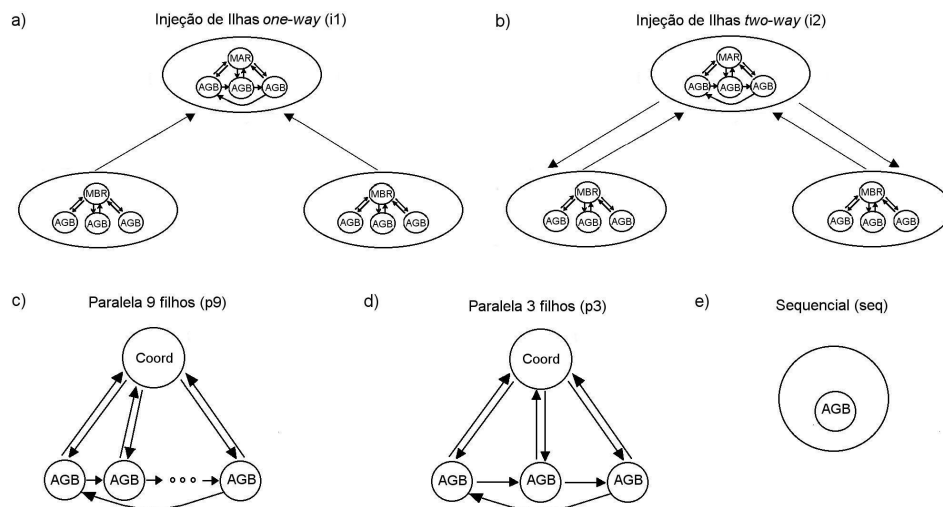 a)
Injeção de Ilhas one-way (i1)
MAR
AGB AGB AGB
MBR
AGB AGB AGB
MBR
AGB AGB AGB
b)
Injeção de Ilhas two-way (i2)
MAR
AGB AGB AGB
MBR
AGB AGB AGB
MBR
AGB AGB AGB
c)
Paralela 9 filhos (p9)
Coord
AGB AGB AGB
d)
Paralela 3 filhos (p3)
Coord
AGB AGB AGB
e)
Sequencial (seq)
AGB